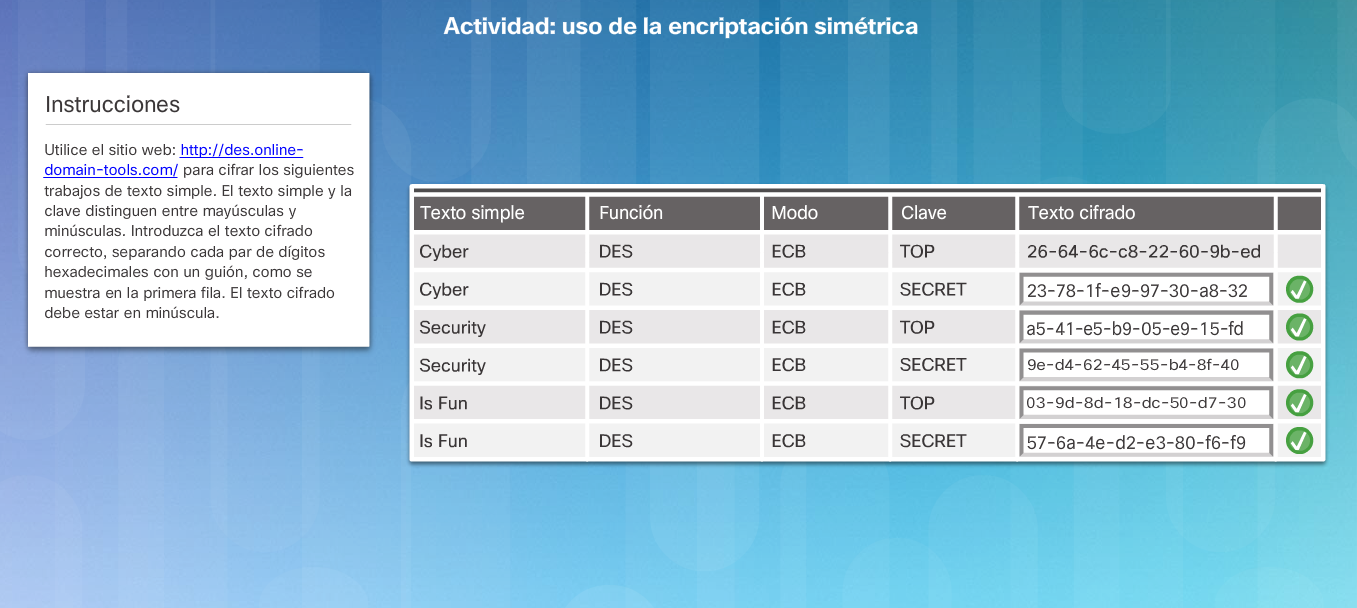 Actividad: uso de la encriptación simétrica
Instrucciones
Utilice el sitio web: http://des.online-
domain-tools.com/ para cifrar los siguientes
trabajos de texto simple. El texto simple y la
clave distinguen entre mayúsculas y
minúsculas. Introduzca el texto cifrado
correcto, separando cada par de dígitos
hexadecimales con un guión, como se
muestra en la primera fila. El texto cifrado
debe estar en minúscula.
Texto simple Función Modo Clave Texto cifrado
Cyber DES ECB TOP 26-64-6c-c8-22-60-9b-ed
Cyber DES ECB SECRET 23-78-1f-e9-97-30-a8-32
Security DES ECB TOP a5-41-e5-b9-05-e9-15-fd
Security DES ECB SECRET 9e-d4-62-45-55-b4-8f-40
Is Fun DES ECB TOP 03-9d-8d-18-dc-50-d7-30
Is Fun DES ECB SECRET 57-6a-4e-d2-e3-80-f6-f9